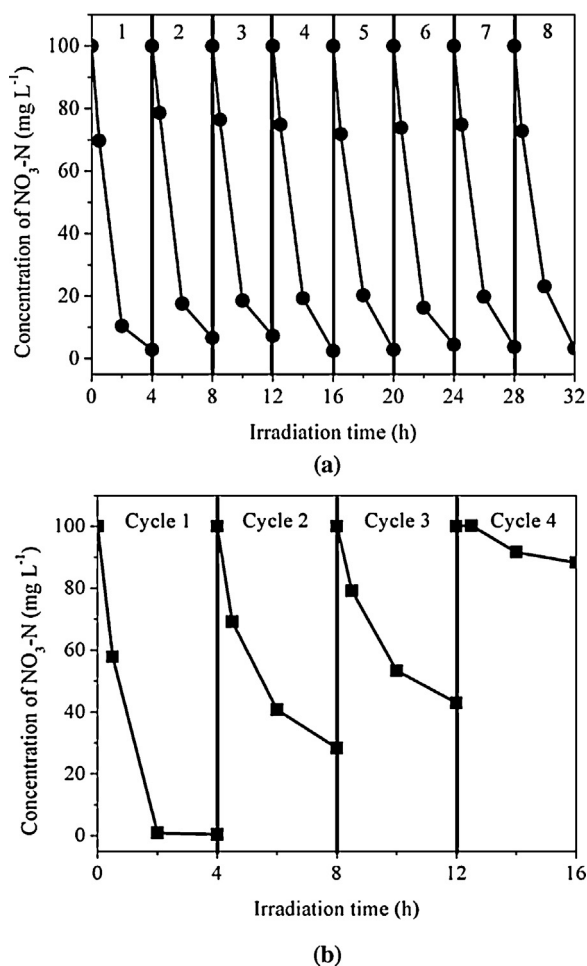 1 2 3 4 5 6 7 8
100
80
60
40
20
0
Concentration of NO₃-N (mg L⁻¹)
0 4 8 12 16 20 24 28 32
Irradiation time (h)
(a)
Cycle 1 Cycle 2 Cycle 3 Cycle 4
100
80
60
40
20
0
Concentration of NO₃-N (mg L⁻¹)
0 4 8 12 16
Irradiation time (h)
(b)